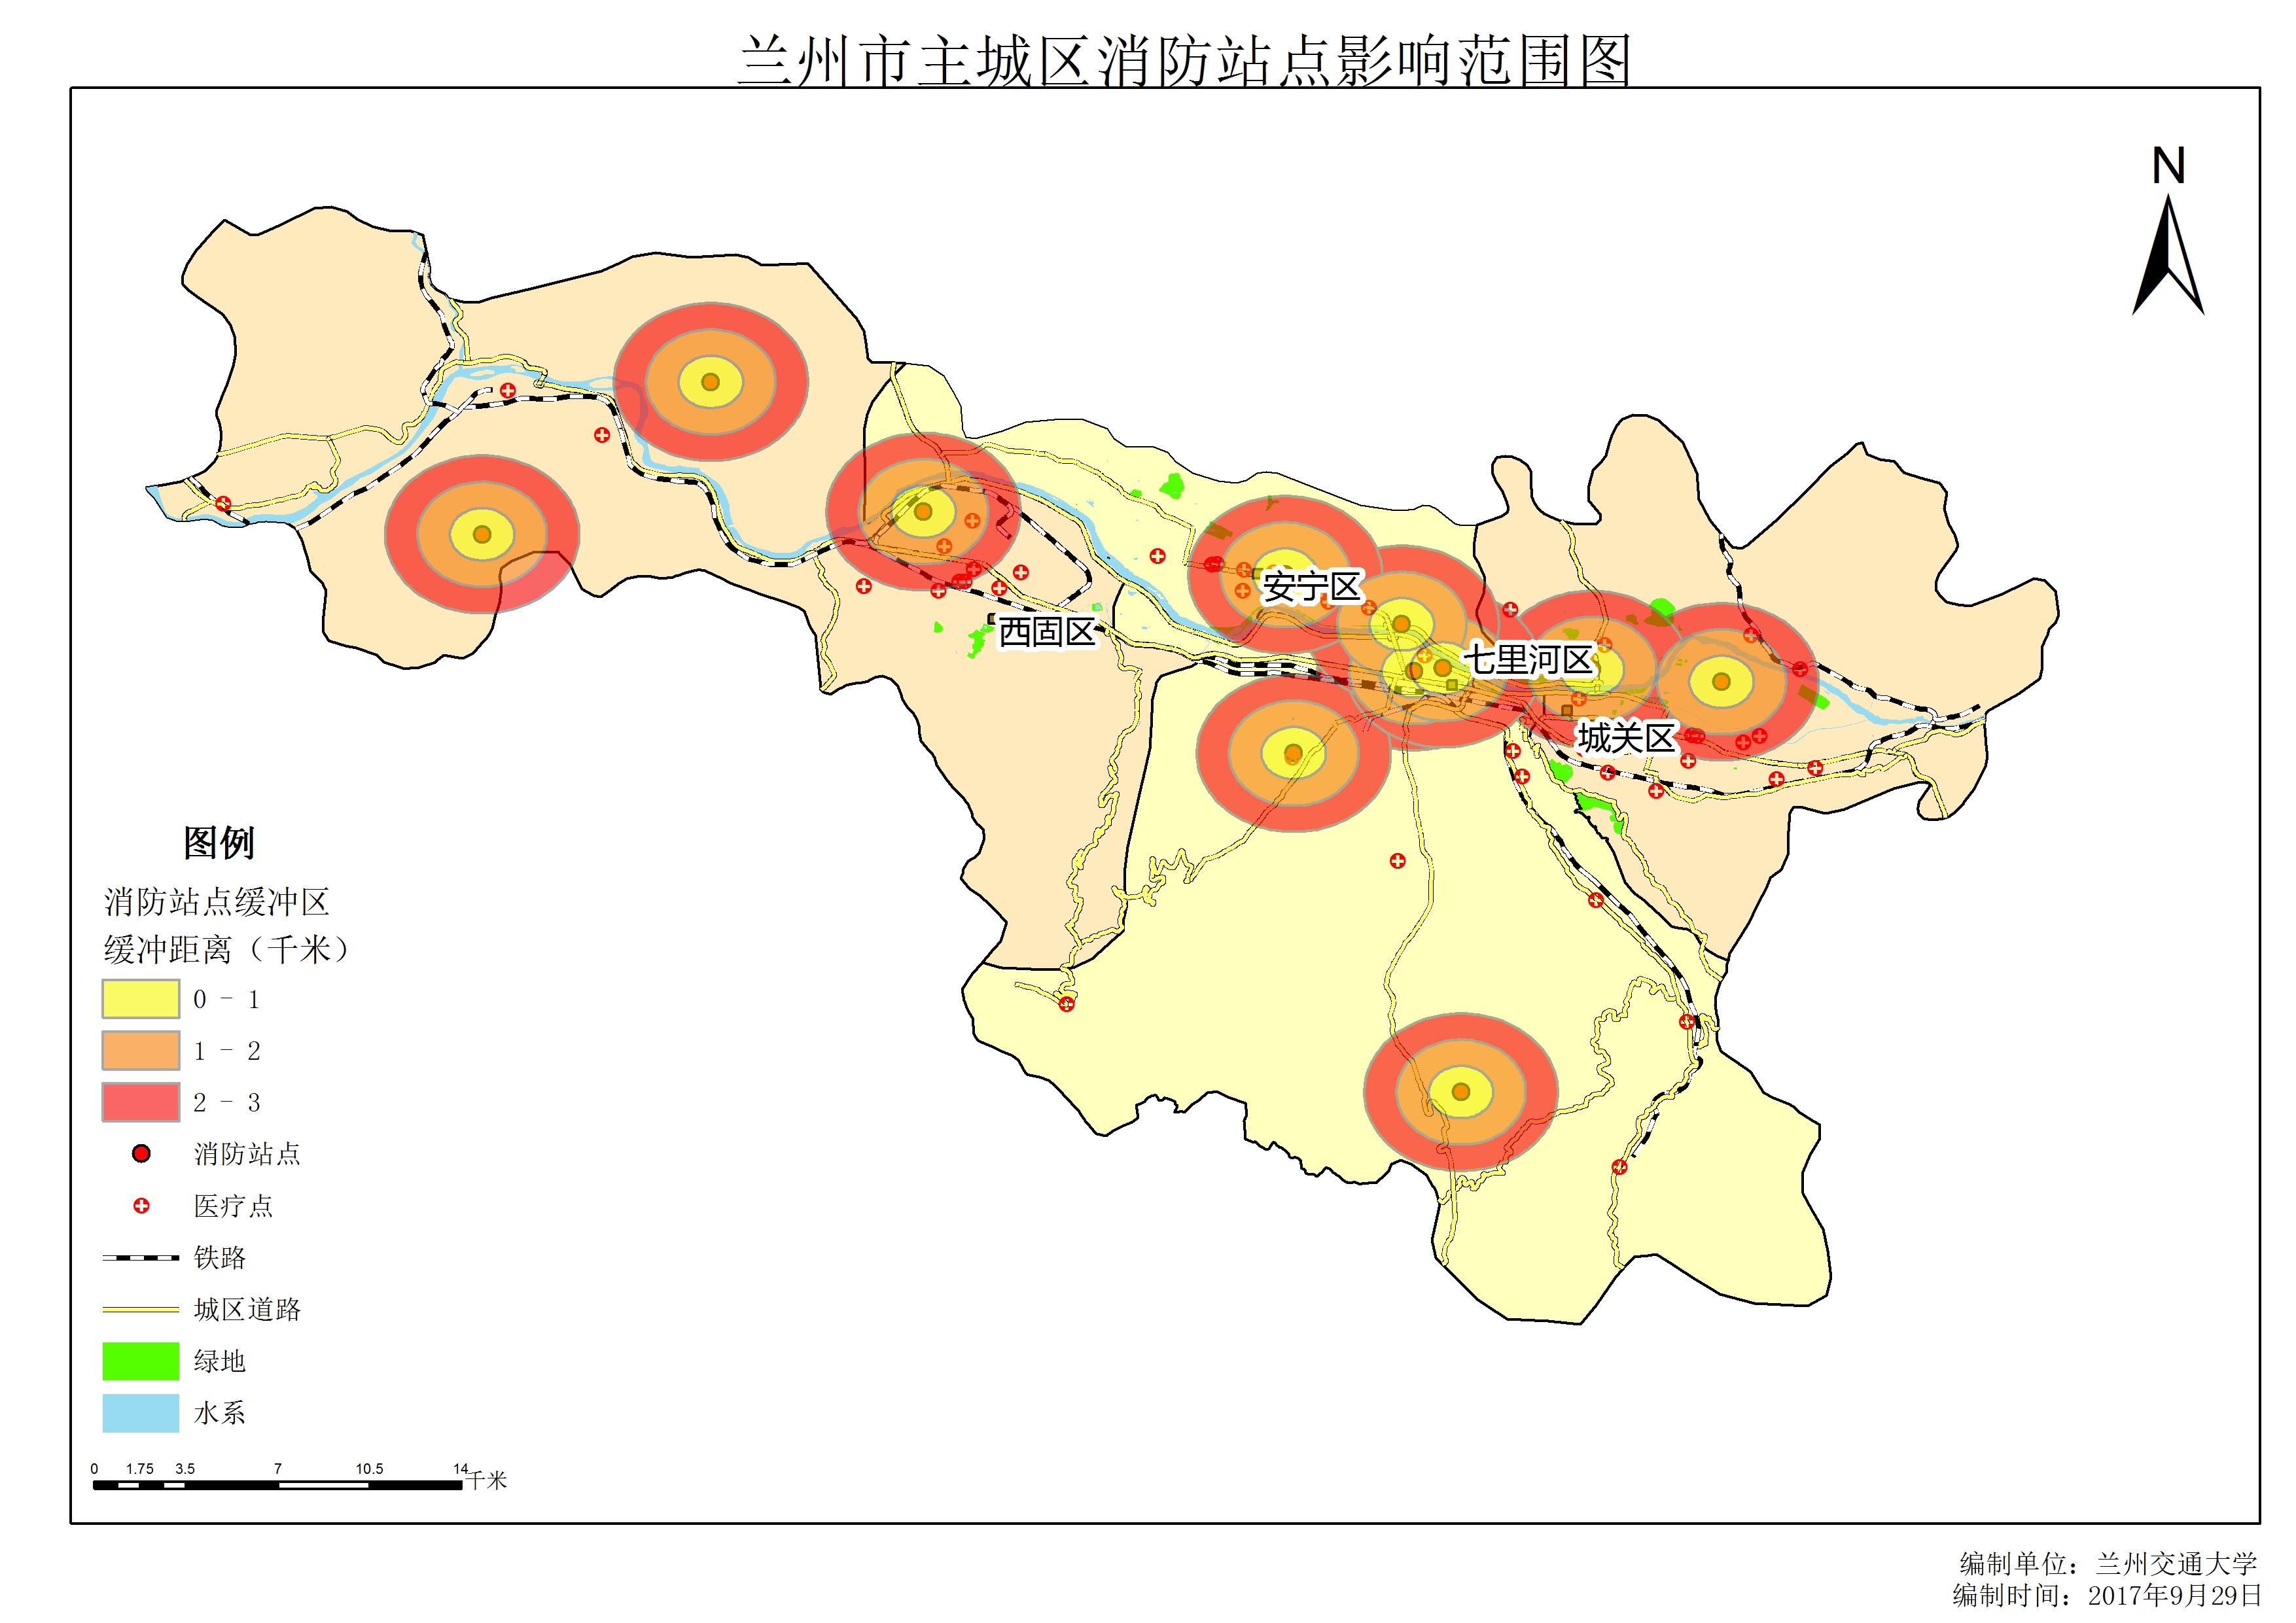 兰州市主城区消防站点影响范围图
N
安宁区
西固区
七里河区
城关区
图例
消防站点缓冲区
缓冲距离（千米）
0 - 1
1 - 2
2 - 3
消防站点
医疗点
铁路
城区道路
绿地
水系
0 1.75 3.5 7 10.5 14 千米
编制单位：兰州交通大学
编制时间：2017年9月29日